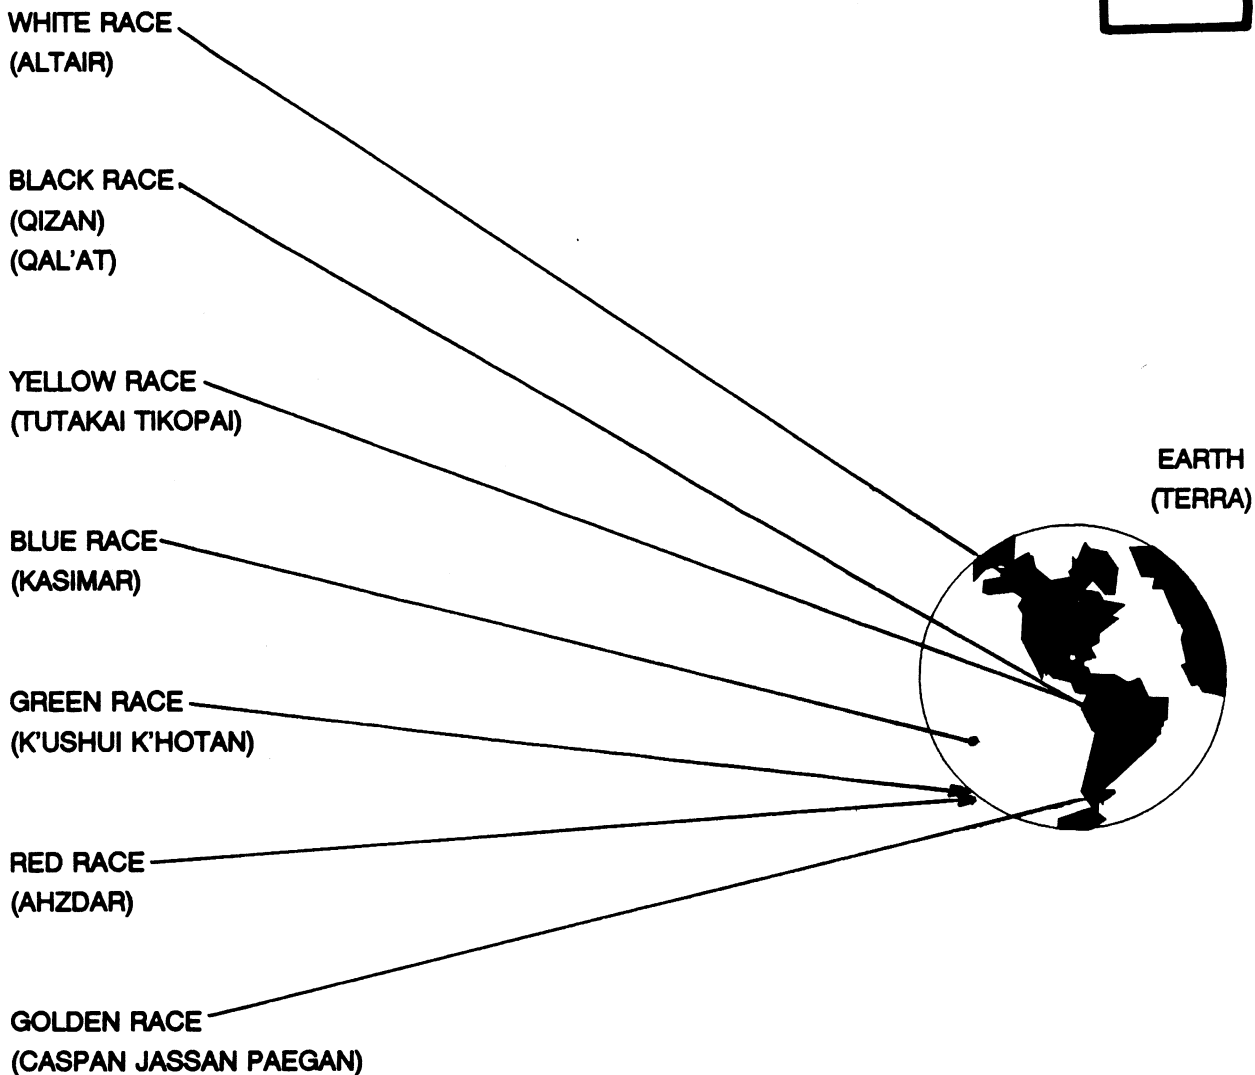 WHITE RACE
(ALTAIR)
BLACK RACE
(QIZAN)
(QAL'AT)
YELLOW RACE
(TUTAKAI TIKOPAI)
EARTH
(TERRA)
BLUE RACE
(KASIMAR)
GREEN RACE
(K'USHUI K'HOTAN)
RED RACE
(AHZDAR)
GOLDEN RACE
(CASPAN JASSAN PAEGAN)